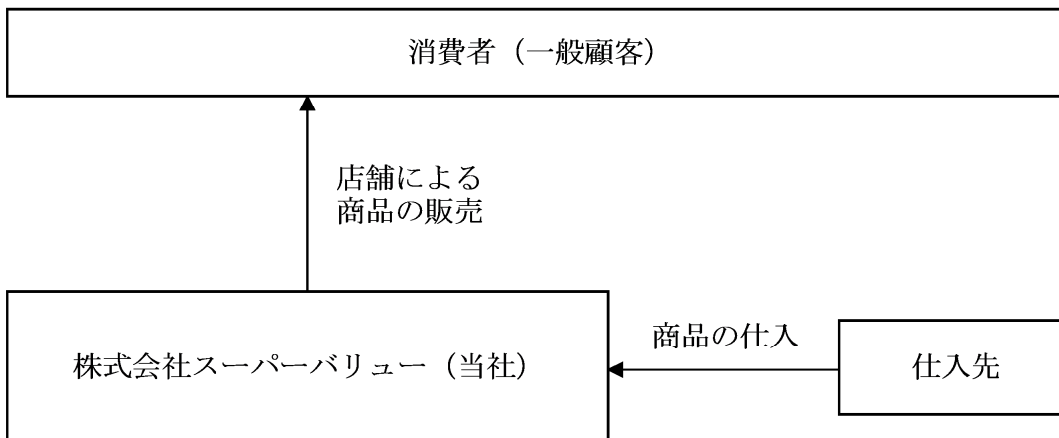 消費者（一般顧客）
店舗による
商品の販売
商品の仕入
株式会社スーパーバリュー（当社）
仕入先